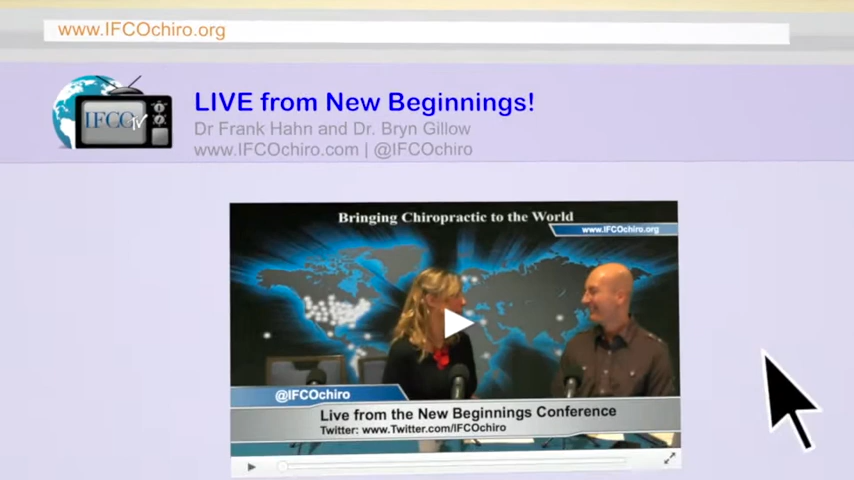 www.IFCOchiro.org
IFCO
TV
LIVE from New Beginnings!
Dr Frank Hahn and Dr. Bryn Gillow
www.IFCOchiro.com | @IFCOchiro
Bringing Chiropractic to the World
www.IFCOchiro.org
@IFCOchiro
Live from the New Beginnings Conference
Twitter: www.Twitter.com/IFCOchiro